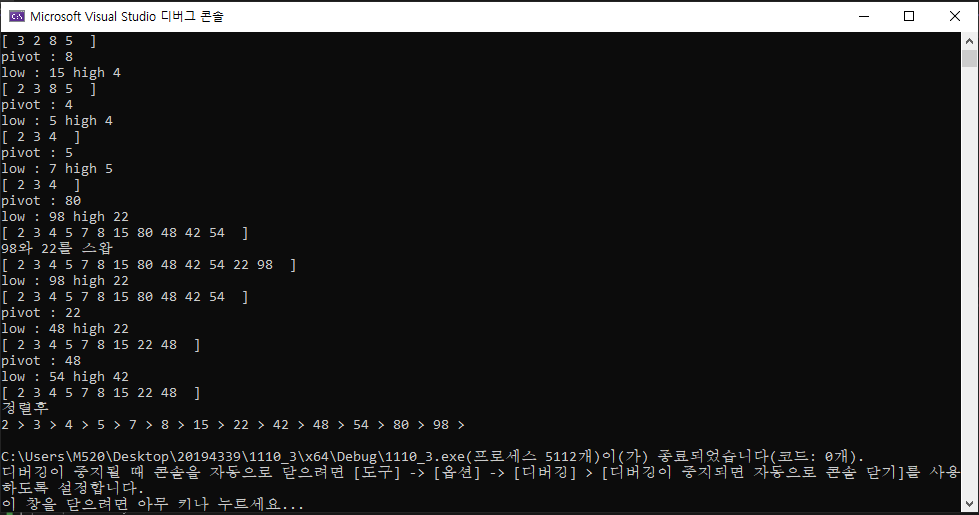 Microsoft Visual Studio 디버그 콘솔
[ 3 2 8 5  ]
pivot : 8
low : 15 high 4
[ 2 3 8 5  ]
pivot : 4
low : 5 high 4
[ 2 3 4  ]
pivot : 5
low : 7 high 5
[ 2 3 4  ]
pivot : 80
low : 98 high 22
[ 2 3 4 5 7 8 15 80 48 42 54  ]
98와 22를 스왑
[ 2 3 4 5 7 8 15 80 48 42 54 22 98  ]
low : 98 high 22
[ 2 3 4 5 7 8 15 80 48 42 54  ]
pivot : 22
low : 48 high 22
[ 2 3 4 5 7 8 15 22 48  ]
pivot : 48
low : 54 high 42
[ 2 3 4 5 7 8 15 22 48  ]
정렬후
2 > 3 > 4 > 5 > 7 > 8 > 15 > 22 > 42 > 48 > 54 > 80 > 98 >
C:\Users\M520\Desktop\20194339\1110_3\x64\Debug\1110_3.exe(프로세스 5112개)이(가) 종료되었습니다(코드: 0개).
디버깅이 중지될 때 콘솔을 자동으로 닫으려면 [도구] -> [옵션] -> [디버깅] > [디버깅이 중지되면 자동으로 콘솔 닫기]를 사용
하도록 설정합니다.
이 창을 닫으려면 아무 키나 누르세요...